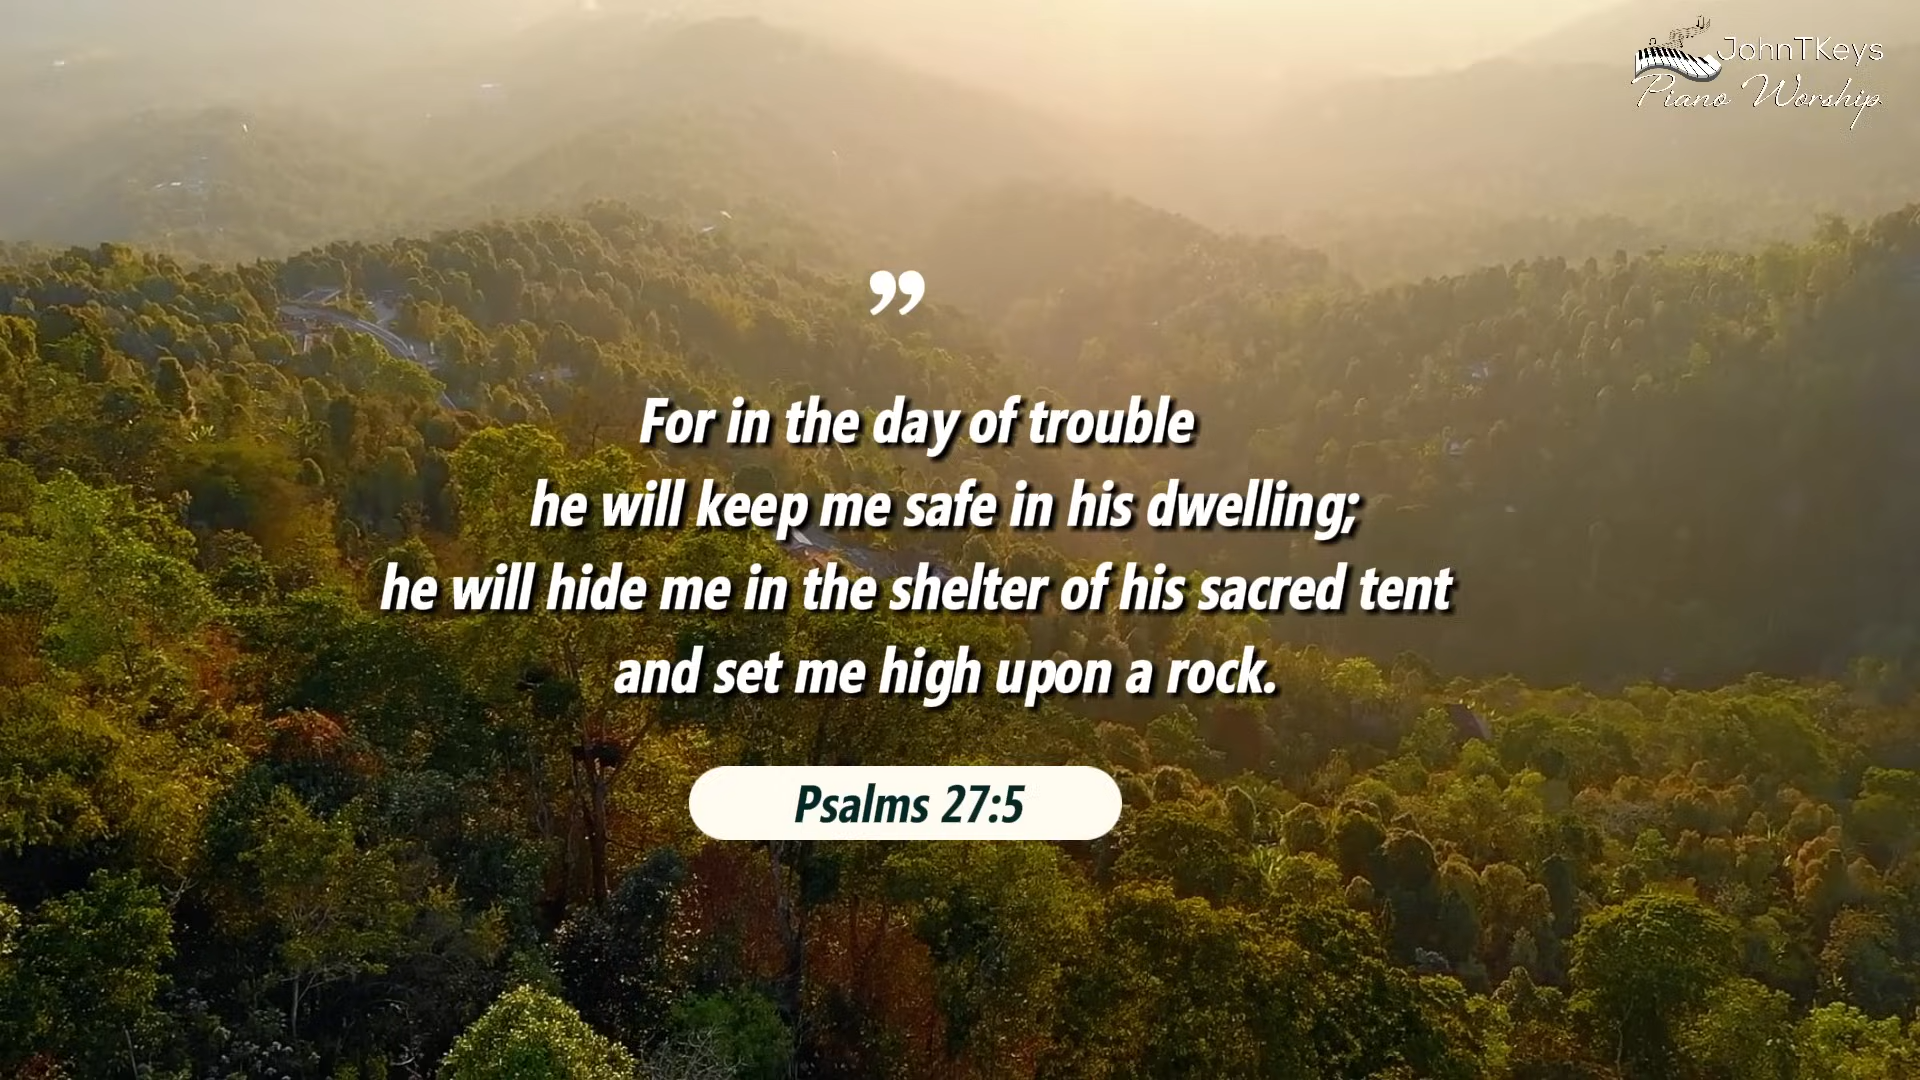 JohnTKeys
Piano Worship
”
For in the day of trouble
he will keep me safe in his dwelling;
he will hide me in the shelter of his sacred tent
and set me high upon a rock.
Psalms 27:5